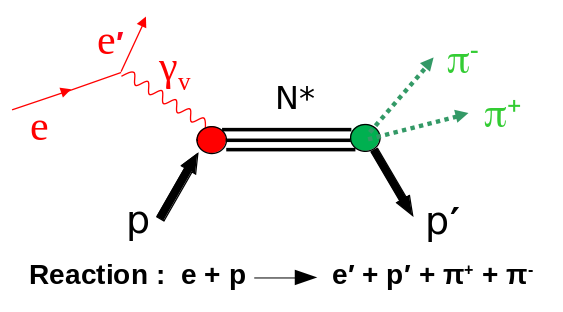 e′
γv
π-
N*
π+
e
p
p′
Reaction : e + p ⟶ e′ + p′ + π+ + π-